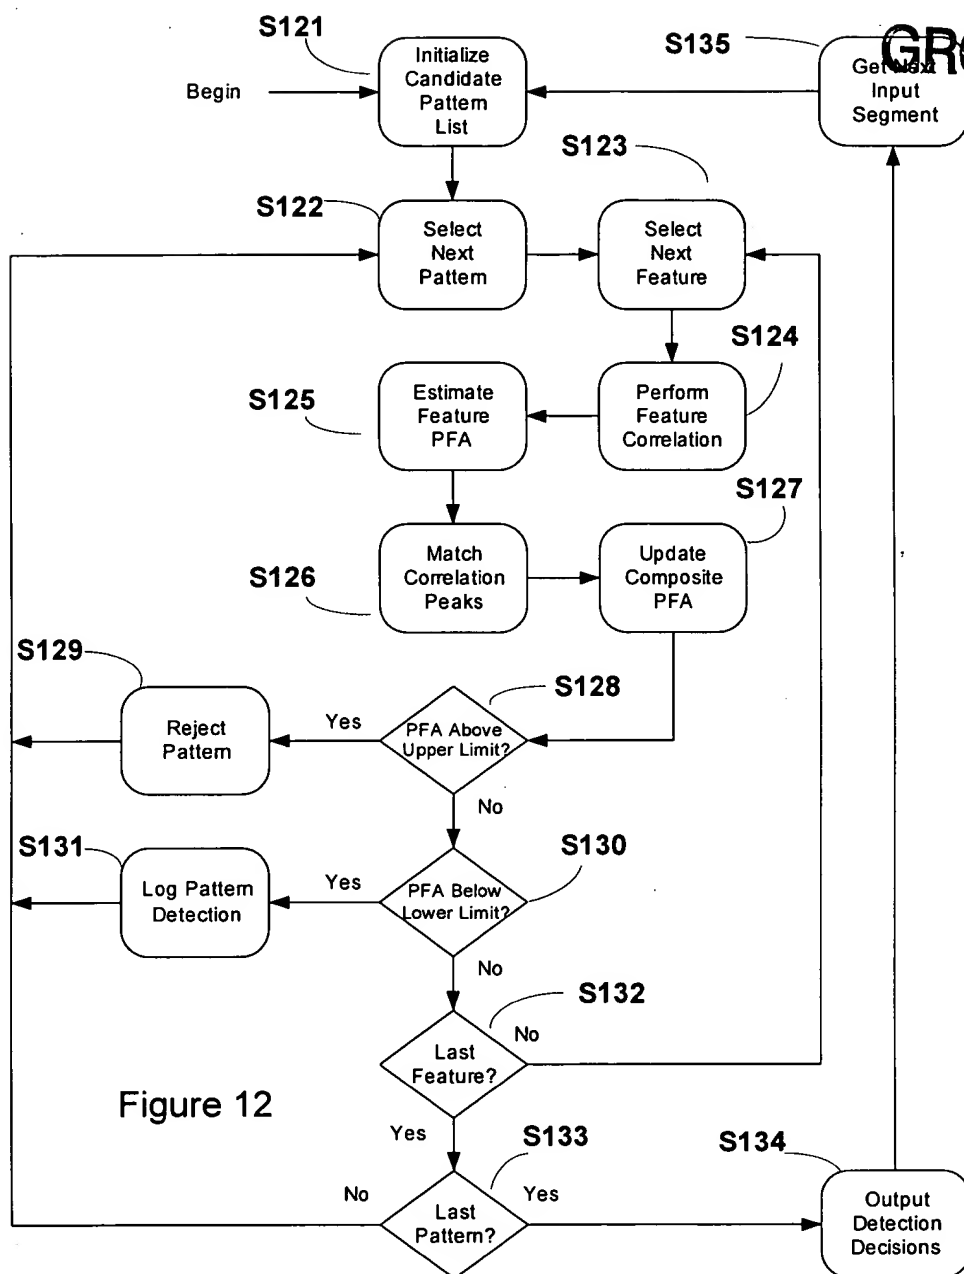 S121
S135
GR
Begin
Initialize
Candidate
Pattern
List
Get Next
Input
Segment
S123
S122
Select
Next
Pattern
Select
Next
Feature
S124
S125
Estimate
Feature
PFA
Perform
Feature
Correlation
S127
S126
Match
Correlation
Peaks
Update
Composite
PFA
S129
S128
Reject
Pattern
Yes
PFA Above
Upper Limit?
No
S131
S130
Log Pattern
Detection
Yes
PFA Below
Lower Limit?
No
S132
No
Last
Feature?
Figure 12
Yes
S133
S134
No
Last
Pattern?
Yes
Output
Detection
Decisions